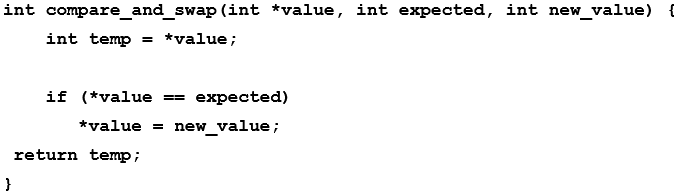 int compare_and_swap(int *value, int expected, int new_value) {
int temp = *value;
if (*value == expected)
*value = new_value;
return temp;
}